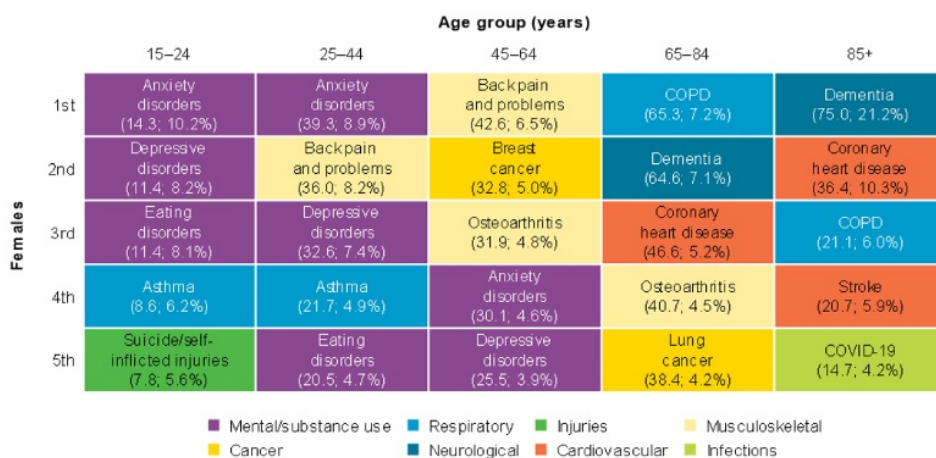 Age group (years)
15–24 25–44 45–64 65–84 85+
Females
1st
Anxiety
disorders
(14.3; 10.2%)
Anxiety
disorders
(39.3; 8.9%)
Back pain
and problems
(42.6; 6.5%)
COPD
(65.3; 7.2%)
Dementia
(75.0; 21.2%)
2nd
Depressive
disorders
(11.4; 8.2%)
Back pain
and problems
(36.0; 8.2%)
Breast
cancer
(32.8; 5.0%)
Dementia
(64.6; 7.1%)
Coronary
heart disease
(36.4; 10.3%)
3rd
Eating
disorders
(11.4; 8.1%)
Depressive
disorders
(32.6; 7.4%)
Osteoarthritis
(31.9; 4.8%)
Coronary
heart disease
(46.6; 5.2%)
COPD
(21.1; 6.0%)
4th
Asthma
(8.6; 6.2%)
Asthma
(21.7; 4.9%)
Anxiety
disorders
(30.1; 4.6%)
Osteoarthritis
(40.7; 4.5%)
Stroke
(20.7; 5.9%)
5th
Suicide/self-
inflicted injuries
(7.8; 5.6%)
Eating
disorders
(20.5; 4.7%)
Depressive
disorders
(25.5; 3.9%)
Lung
cancer
(38.4; 4.2%)
COVID-19
(14.7; 4.2%)
Mental/substance use Respiratory Injuries Musculoskeletal
Cancer Neurological Cardiovascular Infections